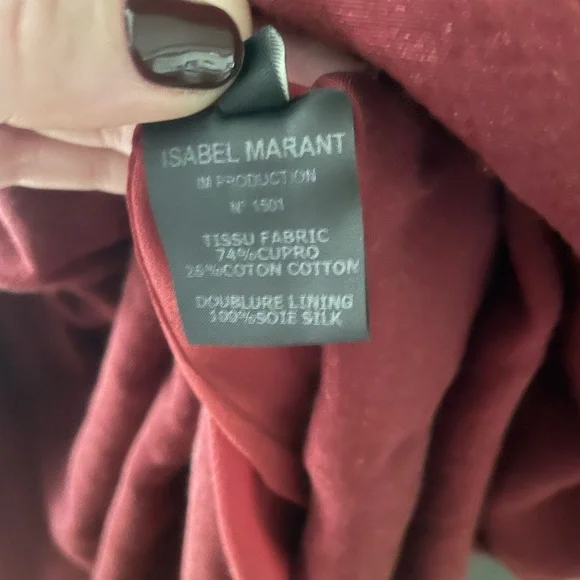 ISABEL MARANT
IM PRODUCTION
N° 1501
TISSU FABRIC
74%CUPRO
26%COTON COTTON
DOUBLURE LINING
100%SOIE SILK